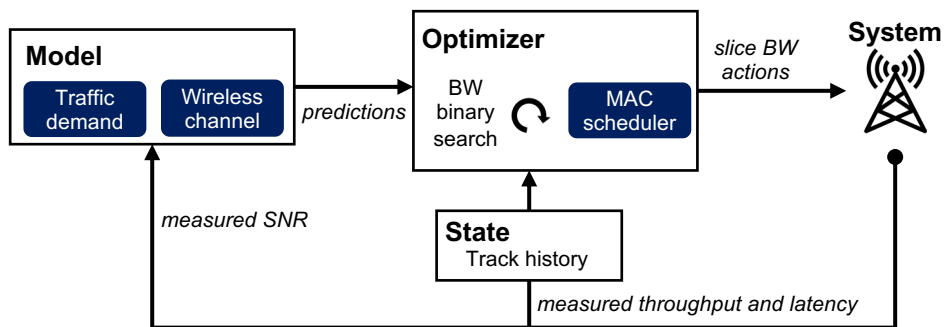 Model
Traffic
demand
Wireless
channel
predictions
Optimizer
BW
binary
search
MAC
scheduler
slice BW
actions
System
measured SNR
State
Track history
measured throughput and latency